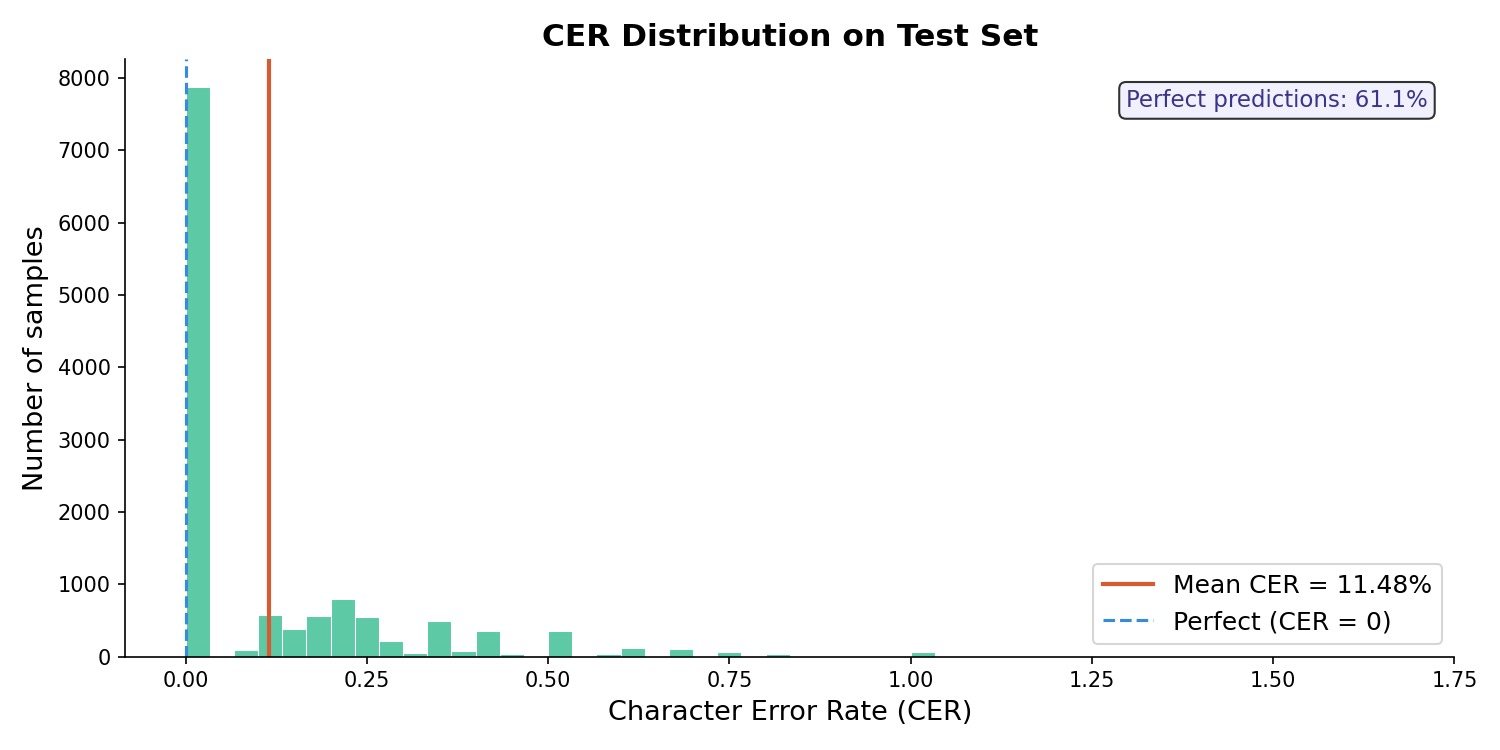 CER Distribution on Test Set
Perfect predictions: 61.1%
Number of samples
8000
7000
6000
5000
4000
3000
2000
1000
0
Mean CER = 11.48%
Perfect (CER = 0)
0.00 0.25 0.50 0.75 1.00 1.25 1.50 1.75
Character Error Rate (CER)